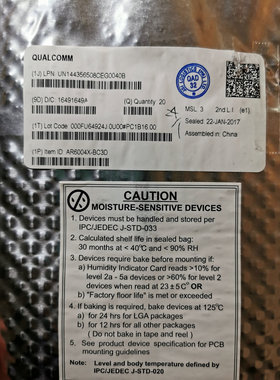 QUALCOMM
(1J) LPN: UN144356508CEG0040B
(9D) D/C: 16491649A (Q) Quantity: 20
QAD
32
MSL: 3 2nd L.I. (e1)
Sealed: 22-JAN-2017
(1T) Lot Code: 000FU64924J.0U00#PC1B16.00
Assembled in: China
(1P) Item ID: AR6004X-BC3D
CAUTION
MOISTURE-SENSITIVE DEVICES
1. Devices must be handled and stored per
IPC/JEDEC J-STD-033
2. Calculated shelf life in sealed bag:
30 months at < 40°C and < 90% RH
3. Devices require bake before mounting if:
a) Humidity Indicator Card reads >10% for
level 2a - 5a devices or >60% for level 2
devices when read at 23 ± 5°C OR
b) "Factory floor life" is met or exceeded
4. If baking is required, bake devices at 125°C
a) for 24 hrs for LGA packages
b) for 12 hrs for all other packages
( Do not bake in tape and reel )
5. See product device specification for PCB
mounting guidelines
Note: Level and body temperature defined by
IPC/JEDEC J-STD-020